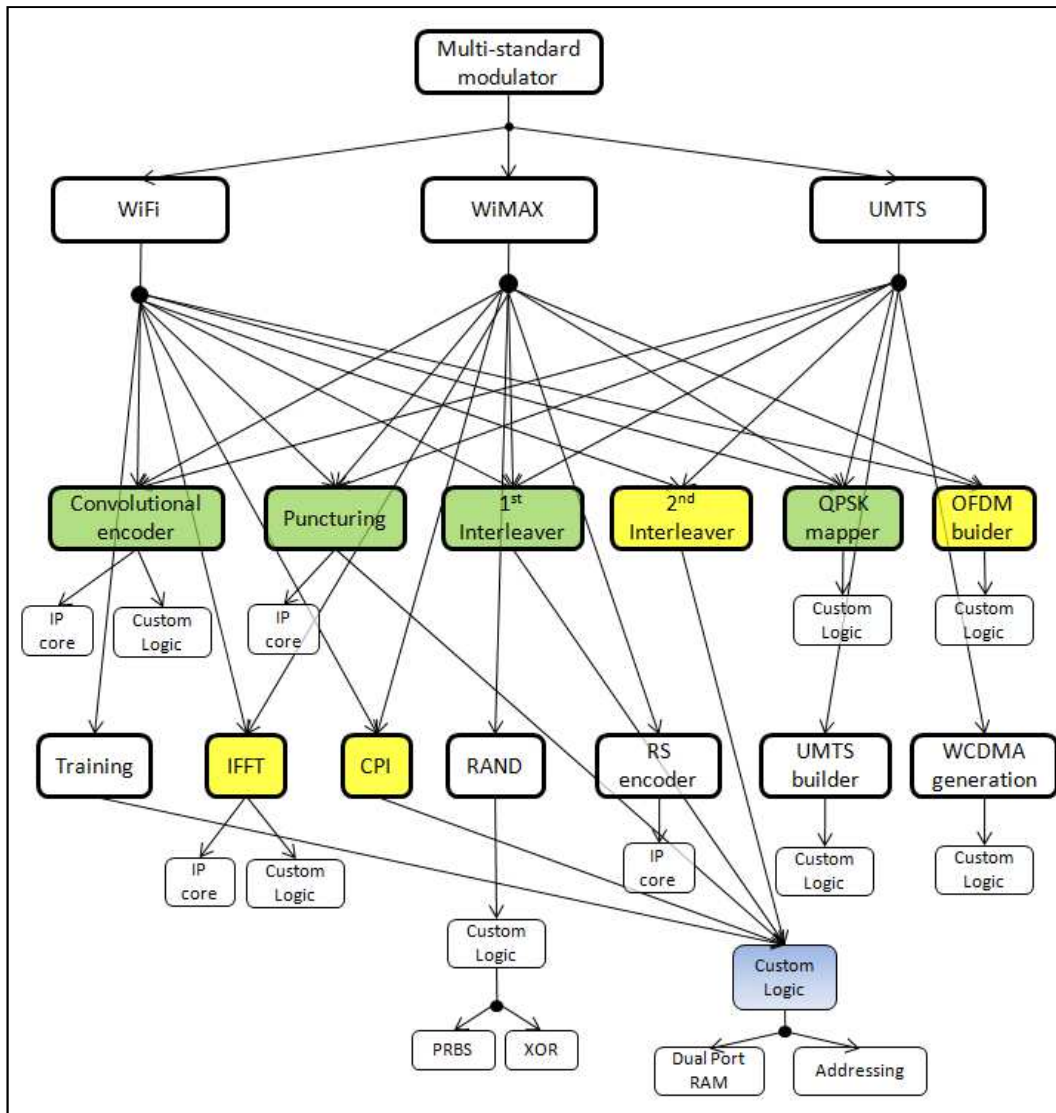 Multi-standard
modulator
WiFi
WiMAX
UMTS
Convolutional
encoder
Puncturing
1st
Interleaver
2nd
Interleaver
QPSK
mapper
OFDM
buider
IP
core
Custom
Logic
IP
core
Custom
Logic
Custom
Logic
Training
IFFT
CPI
RAND
RS
encoder
UMTS
builder
WCDMA
generation
IP
core
Custom
Logic
IP
core
Custom
Logic
Custom
Logic
Custom
Logic
Custom
Logic
PRBS
XOR
Dual Port
RAM
Addressing